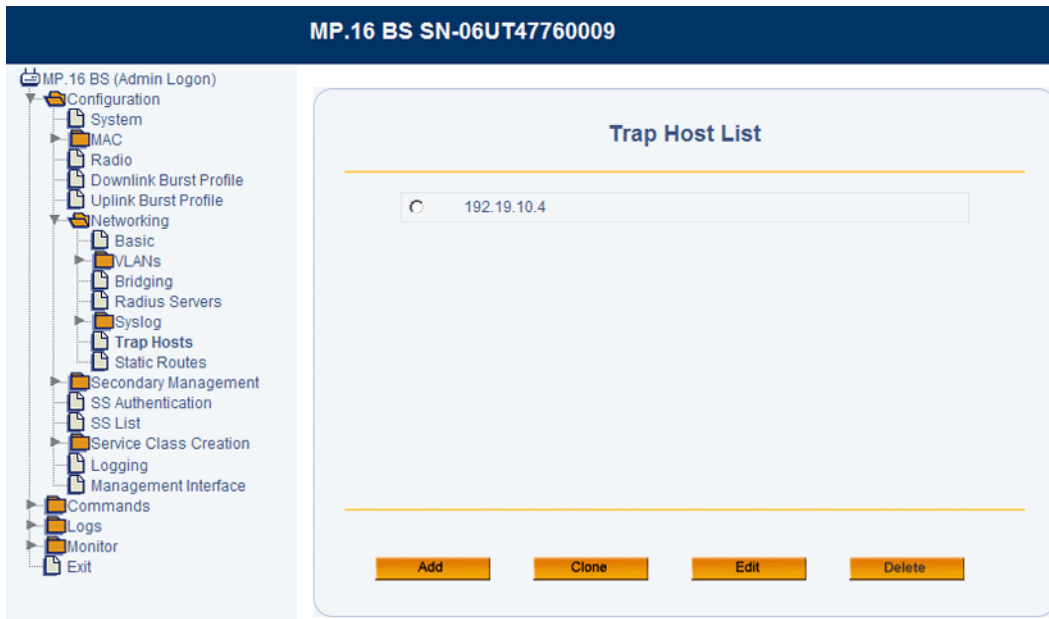 MP.16 BS SN-06UT47760009
MP.16 BS (Admin Logon)
Configuration
System
MAC
Radio
Downlink Burst Profile
Uplink Burst Profile
Networking
Basic
VLANs
Bridging
Radius Servers
Syslog
Trap Hosts
Static Routes
Secondary Management
SS Authentication
SS List
Service Class Creation
Logging
Management Interface
Commands
Logs
Monitor
Exit
Trap Host List
192.19.10.4
Add
Clone
Edit
Delete